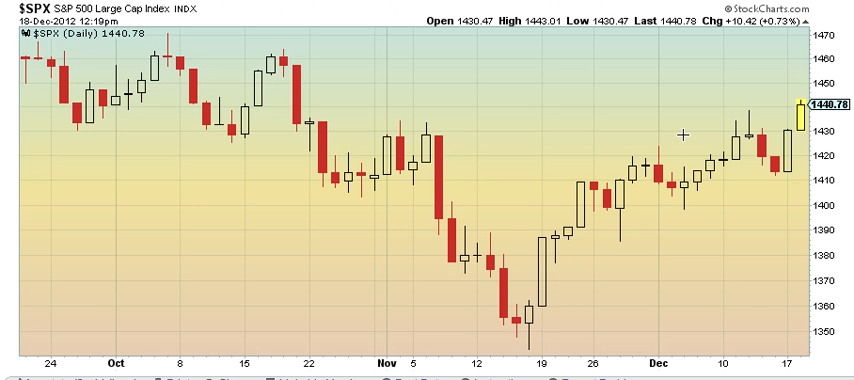 $SPX S&P 500 Large Cap Index INDX
© StockCharts.com
18-Dec-2012 12:19pm
Open 1430.47 High 1443.01 Low 1430.47 Last 1440.78 Chg +10.42 (+0.73%)
$SPX (Daily) 1440.78
1470
1460
1450
1440.78
1430
1420
1410
1400
1390
1380
1370
1360
1350
24 Oct 8 15 22 Nov 5 12 19 26 Dec 10 17